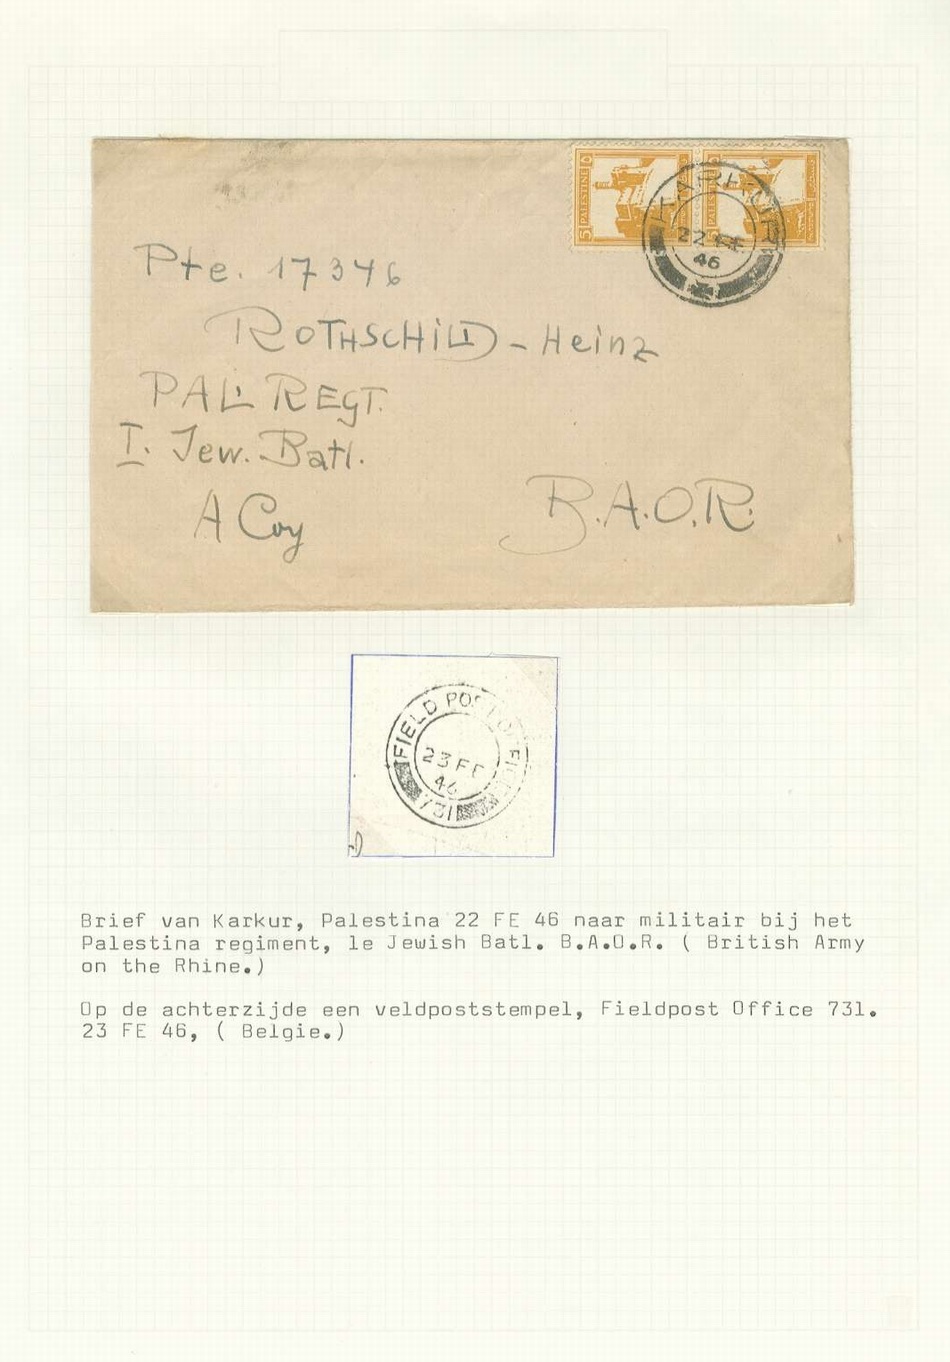 5 PALESTINE
PALESTINE
KARKUR
22 FE
46
Pte. 17346
ROTHSCHILD - Heinz
PAL. REGT.
I. Jew. Batl.
A Coy
B.A.O.R.
FIELD POST OFFICE
23 FE
46
731
Brief van Karkur, Palestina 22 FE 46 naar militair bij het
Palestina regiment, le Jewish Batl. B.A.O.R. ( British Army
on the Rhine.)
Op de achterzijde een veldpoststempel, Fieldpost Office 731.
23 FE 46, ( Belgie.)